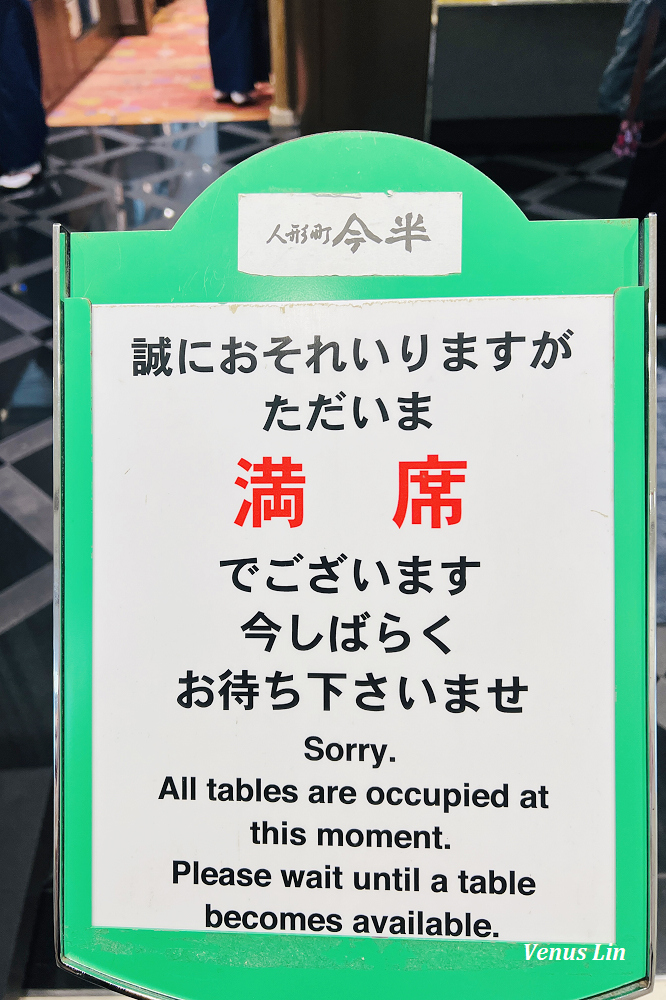 人形町今半
誠におそれいりますが
ただいま
満 席
でございます
今しばらく
お待ち下さいませ
Sorry.
All tables are occupied at
this moment.
Please wait until a table
becomes available.
Venus Lin